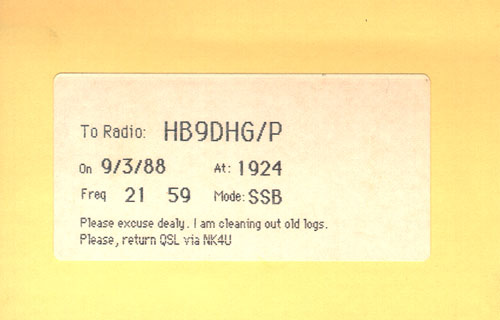 To Radio: HB9DHG/P
On 9/3/88 At: 1924
Freq 21 59 Mode: SSB
Please excuse dealy. I am cleaning out old logs.
Please, return QSL via NK4U